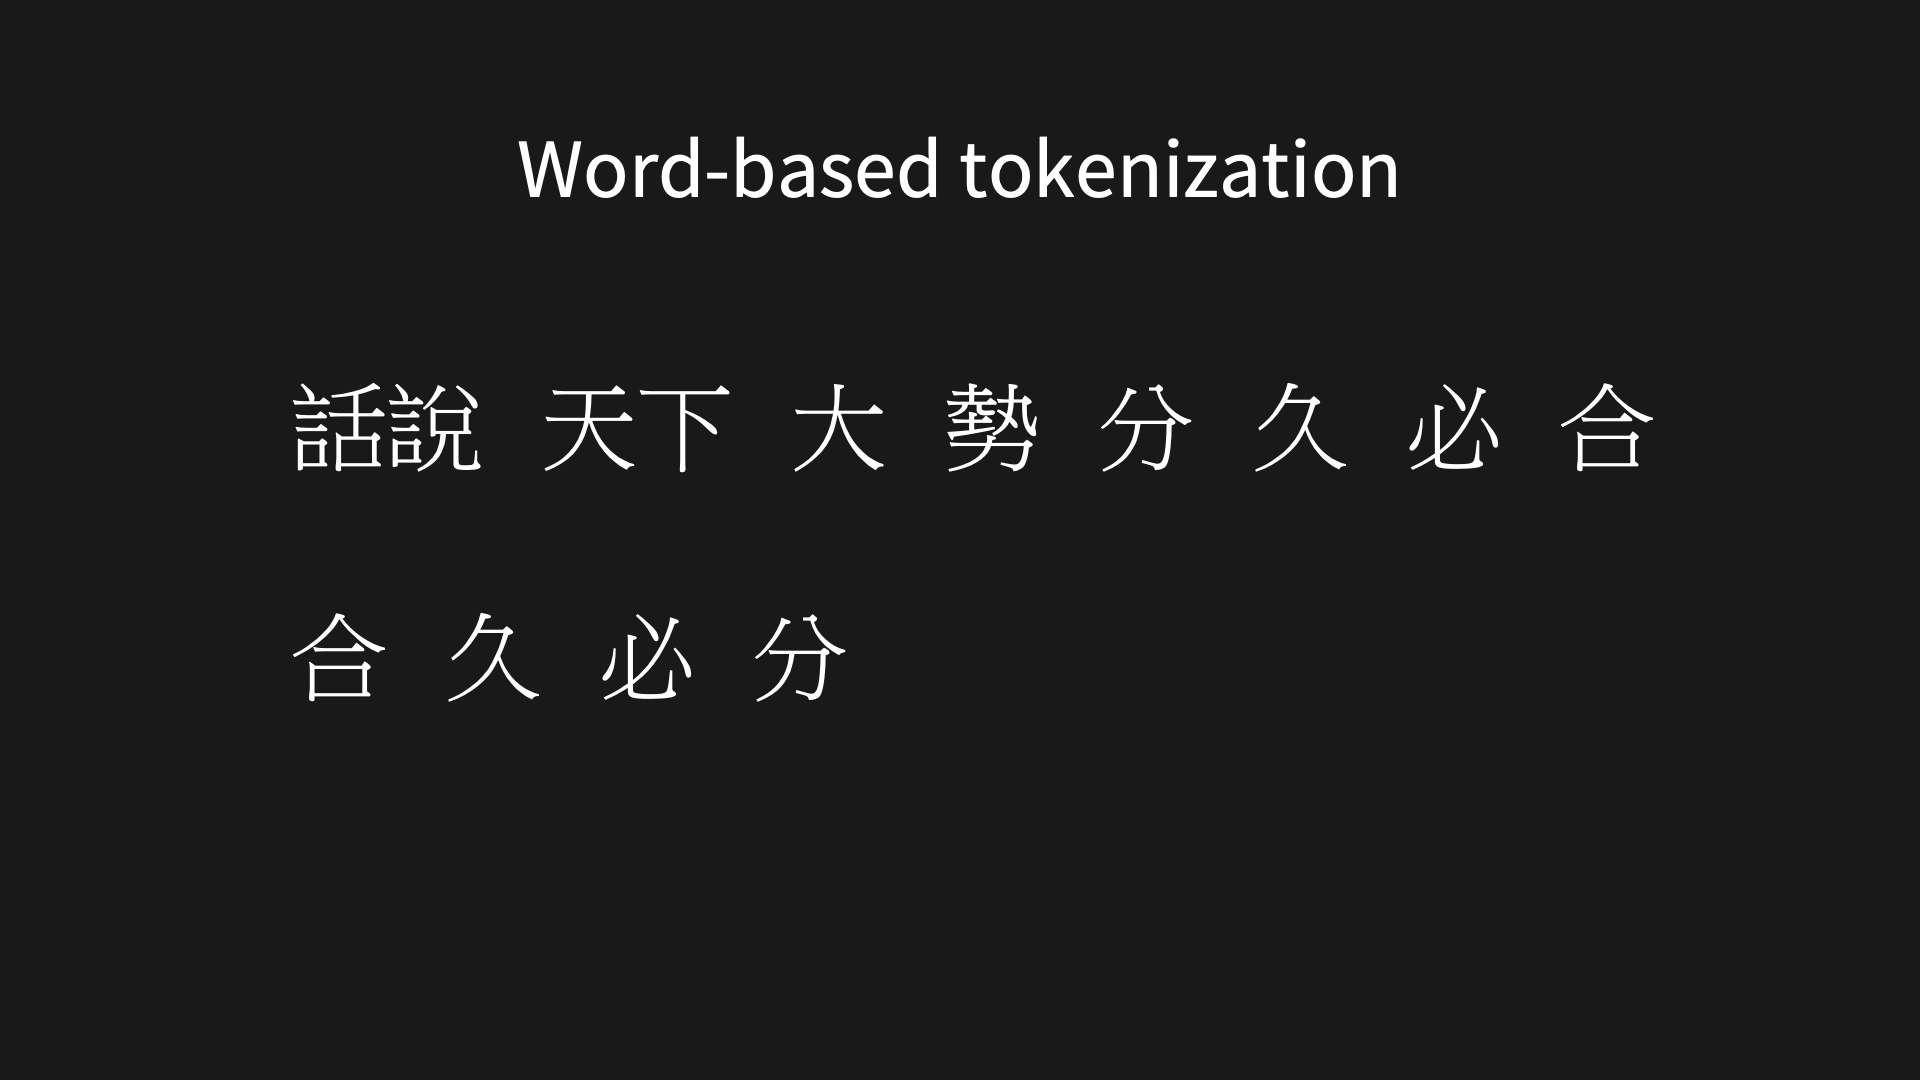 Word-based tokenization
話說 天下 大 勢 分 久 必 合
合 久 必 分